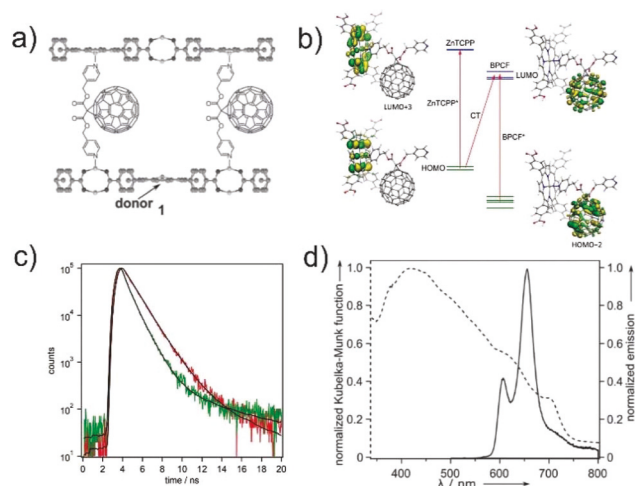 a)
donor
1
b)
ZnTCPP
BPCF
LUMO
LUMO+3
ZnTCPP*
CT
BPCF*
HOMO
HOMO−2
c)
10⁵
10⁴
10³
10²
10¹
counts
0 2 4 6 8 10 12 14 16 18 20
time / ns
d)
normalized Kubelka-Munk function
1.0
0.8
0.6
0.4
0.2
0
400 500 600 700 800
λ / nm
1.0
0.8
0.6
0.4
0.2
0
normalized emission